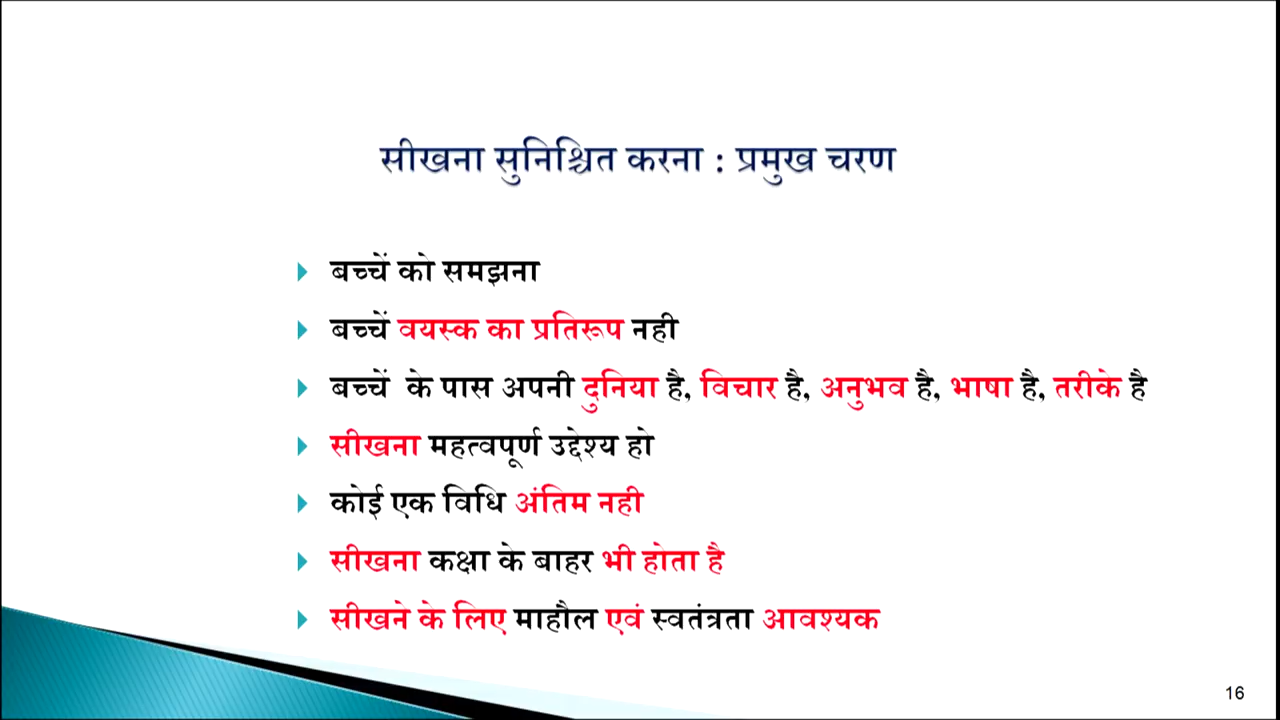 सीखना सुनिश्चित करना : प्रमुख चरण
बच्चें को समझना
बच्चें वयस्क का प्रतिरूप नही
बच्चें के पास अपनी दुनिया है, विचार है, अनुभव है, भाषा है, तरीके है
सीखना महत्वपूर्ण उद्देश्य हो
कोई एक विधि अंतिम नही
सीखना कक्षा के बाहर भी होता है
सीखने के लिए माहौल एवं स्वतंत्रता आवश्यक
16